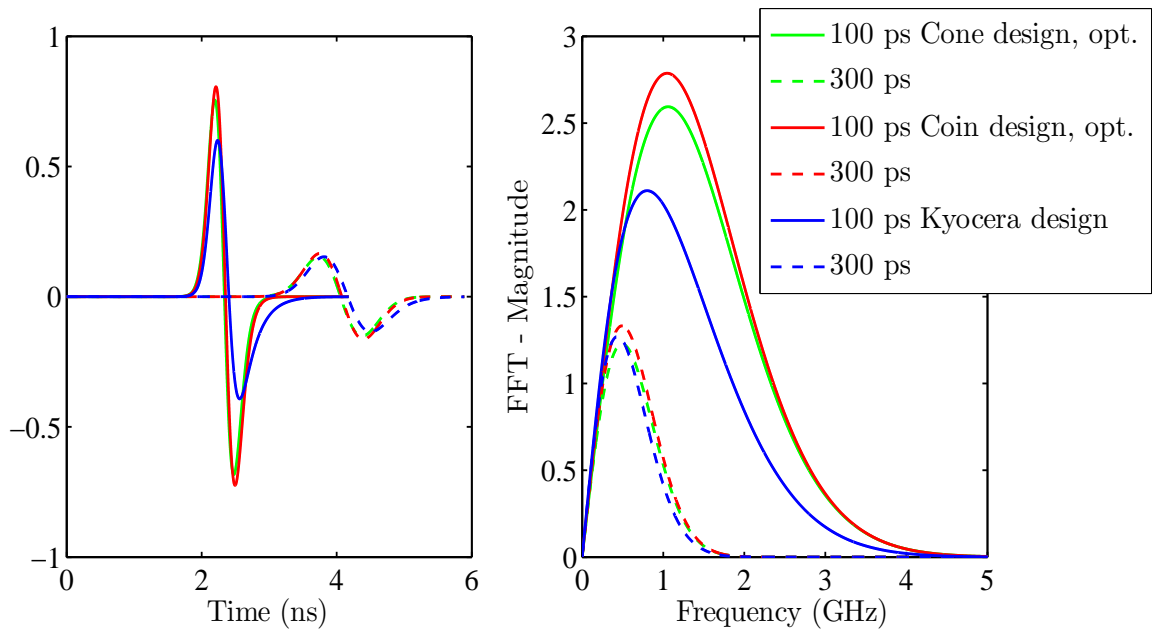 1
0.5
0
−0.5
−1
0
2
4
6
Time (ns)
3
2.5
2
1.5
1
0.5
0
0
1
2
3
4
5
FFT - Magnitude
Frequency (GHz)
100 ps Cone design, opt.
300 ps
100 ps Coin design, opt.
300 ps
100 ps Kyocera design
300 ps